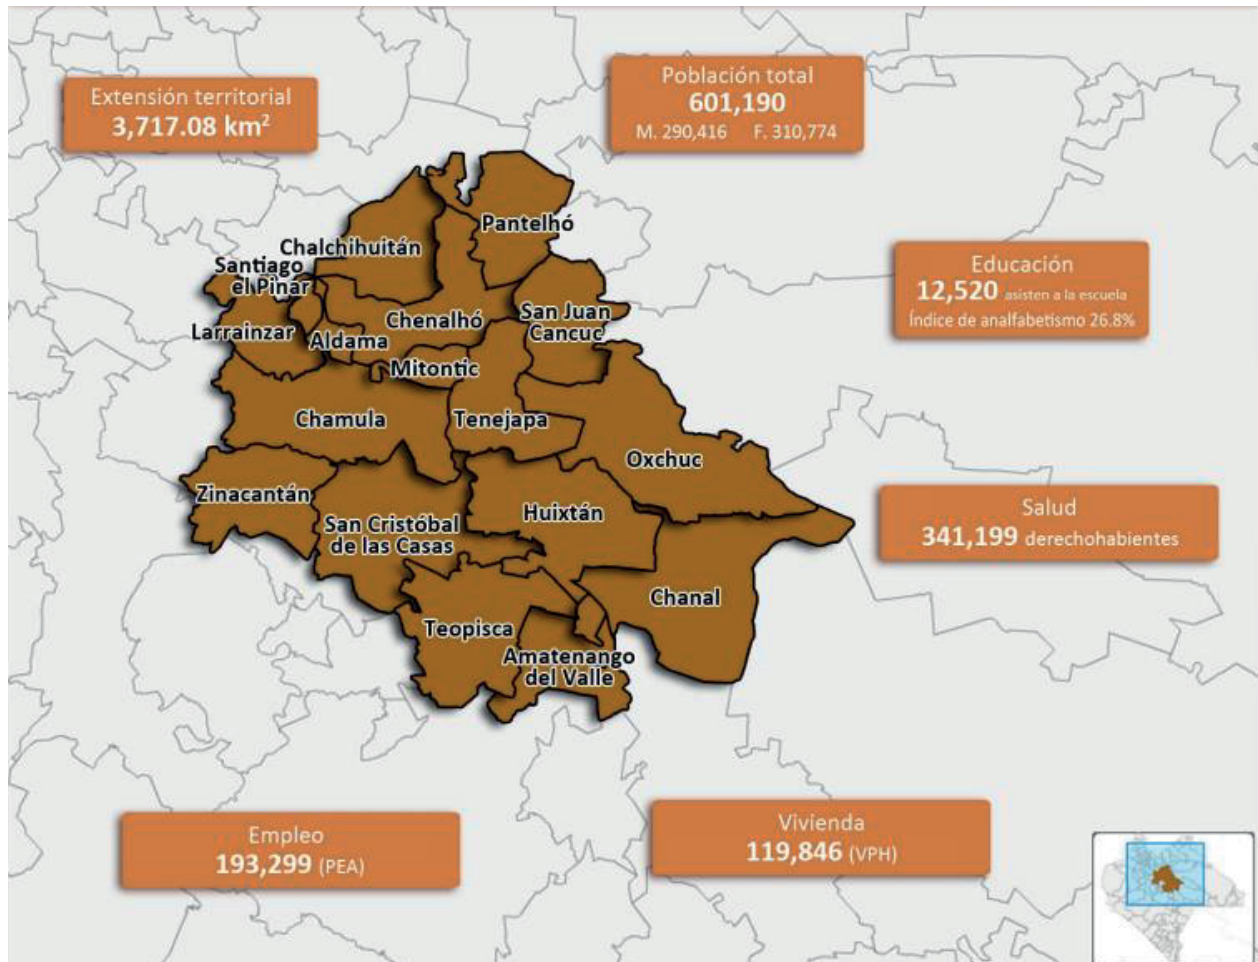 Extensión territorial
3,717.08 km²
Población total
601,190
M. 290,416 F. 310,774
Educación
12,520 asisten a la escuela
Índice de analfabetismo 26.8%
Salud
341,199 derechohabientes
Empleo
193,299 (PEA)
Vivienda
119,846 (VPH)
Pantelhó
Chalchihuitán
Santiago
el Pinar
Larrainzar
Aldama
Chenalhó
San Juan
Cancuc
Mitontic
Chamula
Tenejapa
Oxchuc
Zinacantán
San Cristóbal
de las Casas
Huixtán
Chanal
Teopisca
Amatenango
del Valle